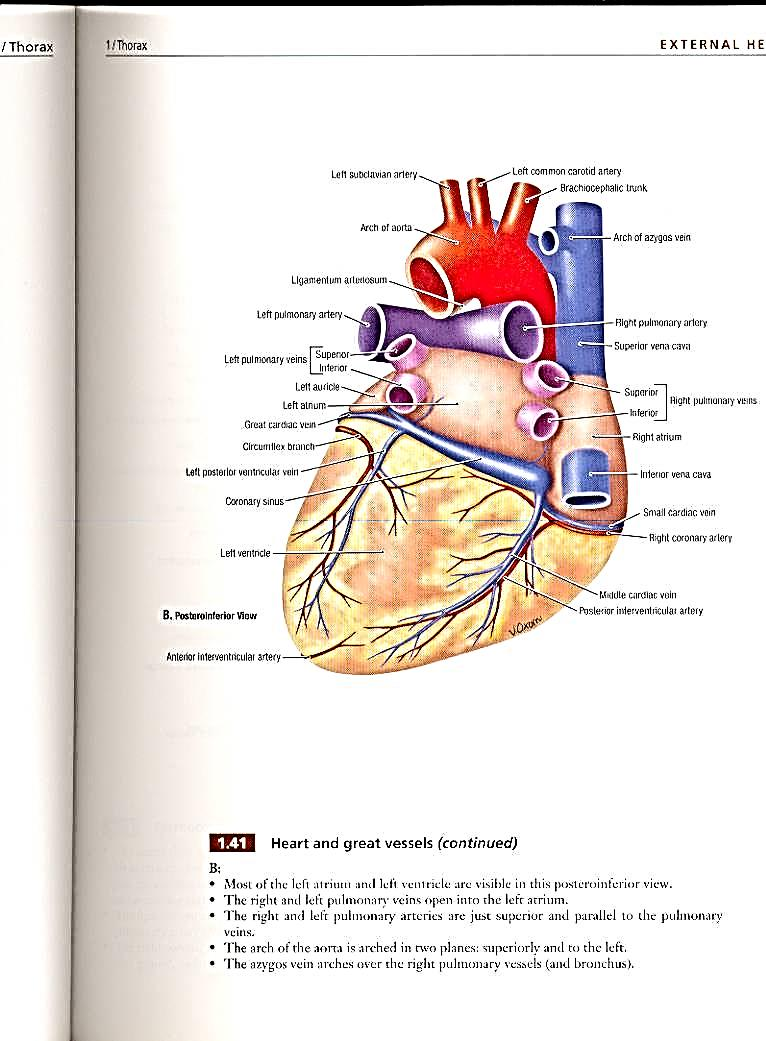 / Thorax
1 / Thorax
EXTERNAL HE
Left subclavian artery
Left common carotid artery
Brachiocephalic trunk
Arch of aorta
Arch of azygos vein
Ligamentum arteriosum
Left pulmonary artery
Right pulmonary artery
Superior vena cava
Left pulmonary veins
Superior
Inferior
Left auricle
Superior
Inferior
Right pulmonary veins
Left atrium
Great cardiac vein
Right atrium
Circumflex branch
Left posterior ventricular vein
Inferior vena cava
Coronary sinus
Small cardiac vein
Right coronary artery
Left ventricle
Middle cardiac vein
Posterior interventricular artery
B. Posteroinferior View
V.Oxorn
Anterior interventricular artery
1.41 Heart and great vessels (continued)
B:
• Most of the left atrium and left ventricle are visible in this posteroinferior view.
• The right and left pulmonary veins open into the left atrium.
• The right and left pulmonary arteries are just superior and parallel to the pulmonary
veins.
• The arch of the aorta is arched in two planes: superiorly and to the left.
• The azygos vein arches over the right pulmonary vessels (and bronchus).